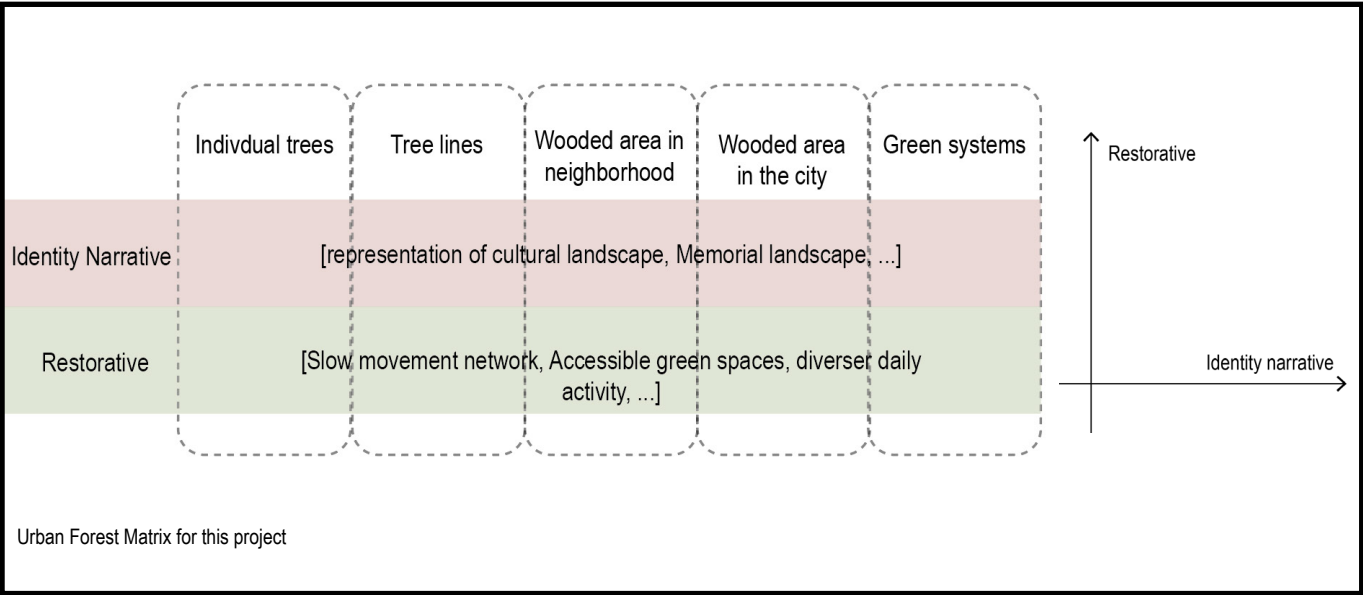 Indivdual trees
Tree lines
Wooded area in
neighborhood
Wooded area
in the city
Green systems
Identity Narrative
[representation of cultural landscape, Memorial landscape, ...]
Restorative
[Slow movement network, Accessible green spaces, diverser daily
activity, ...]
Restorative
Identity narrative
Urban Forest Matrix for this project